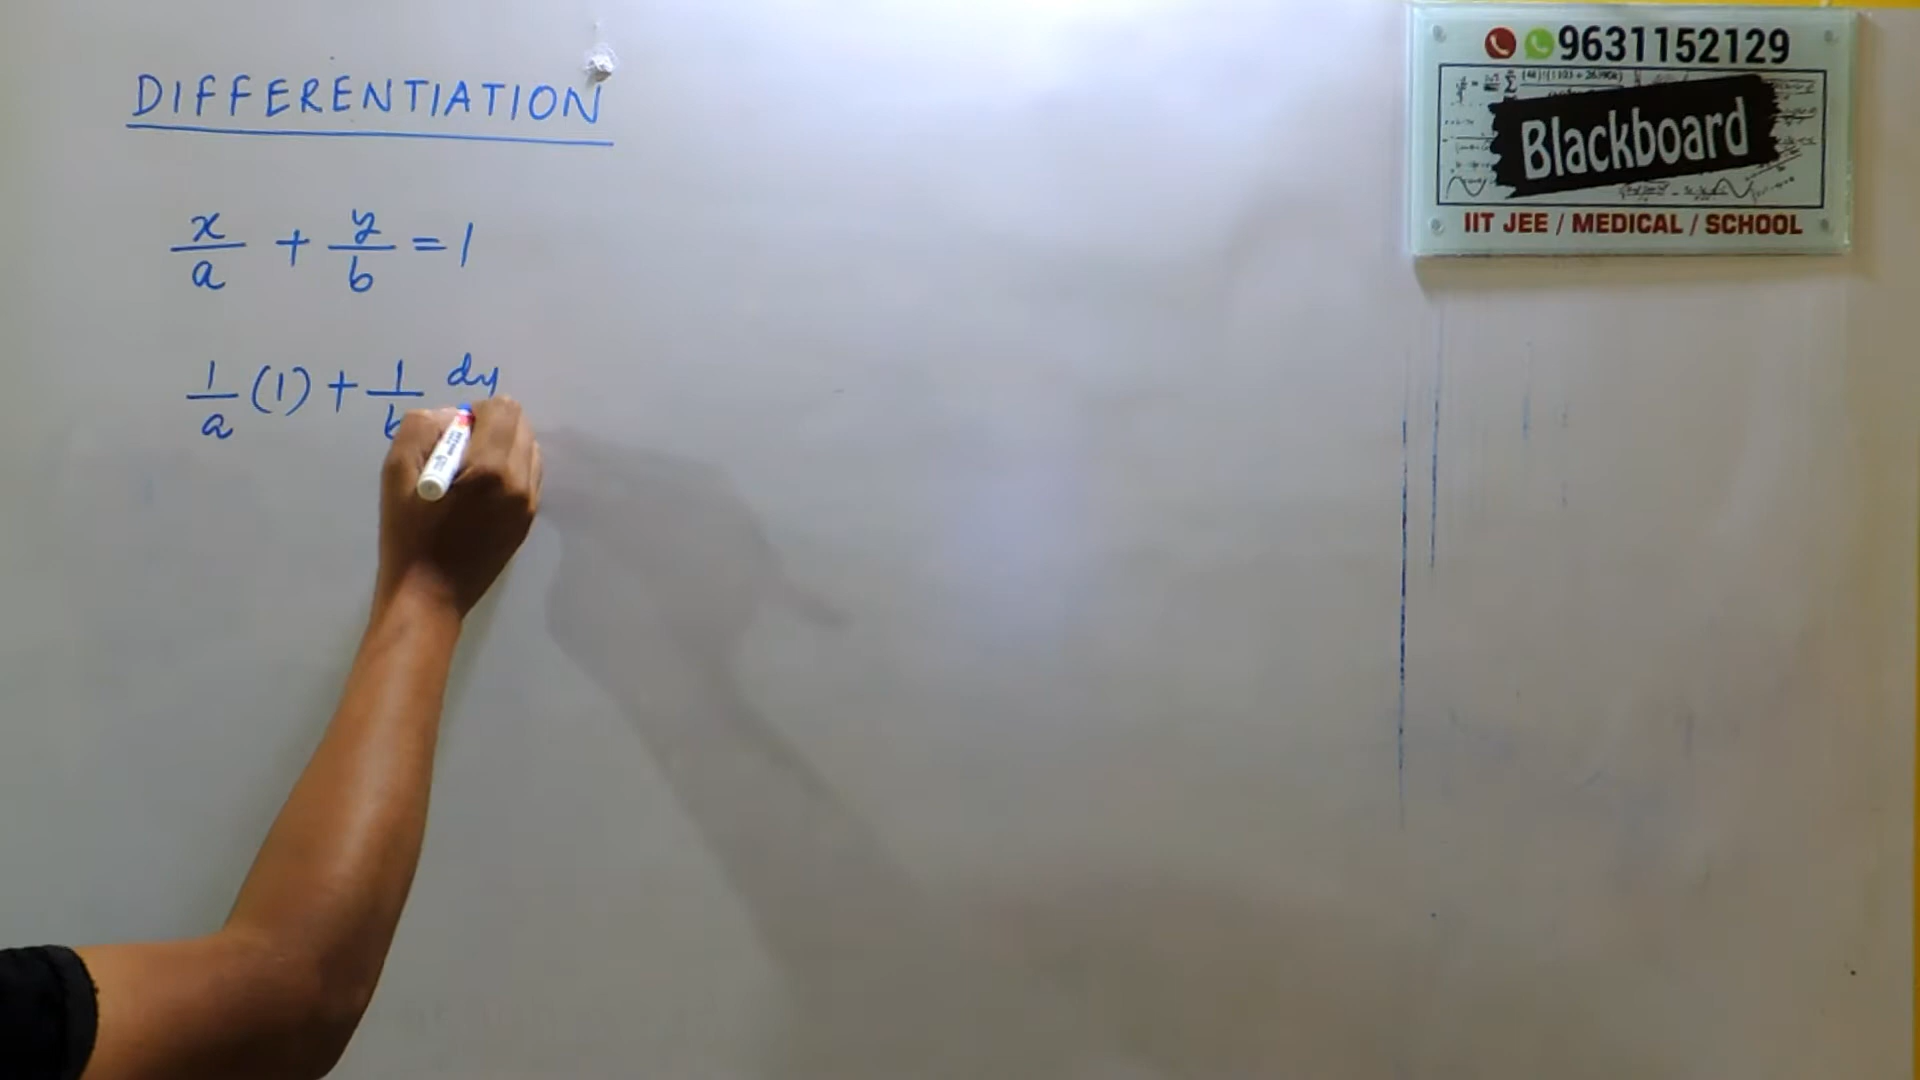 DIFFERENTIATION
x/a + y/b = 1
1/a (1) + 1/b dy
9631152129
Blackboard
IIT JEE / MEDICAL / SCHOOL